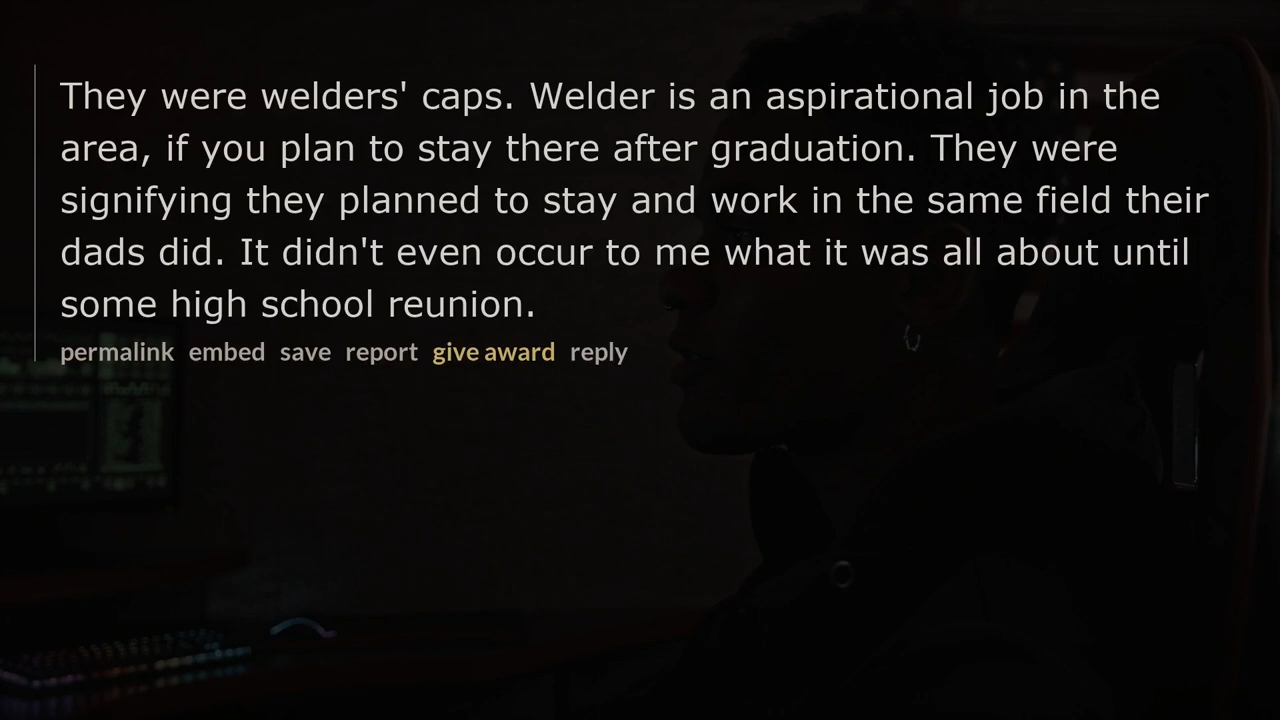 They were welders' caps. Welder is an aspirational job in the
area, if you plan to stay there after graduation. They were
signifying they planned to stay and work in the same field their
dads did. It didn't even occur to me what it was all about until
some high school reunion.
permalink embed save report give award reply